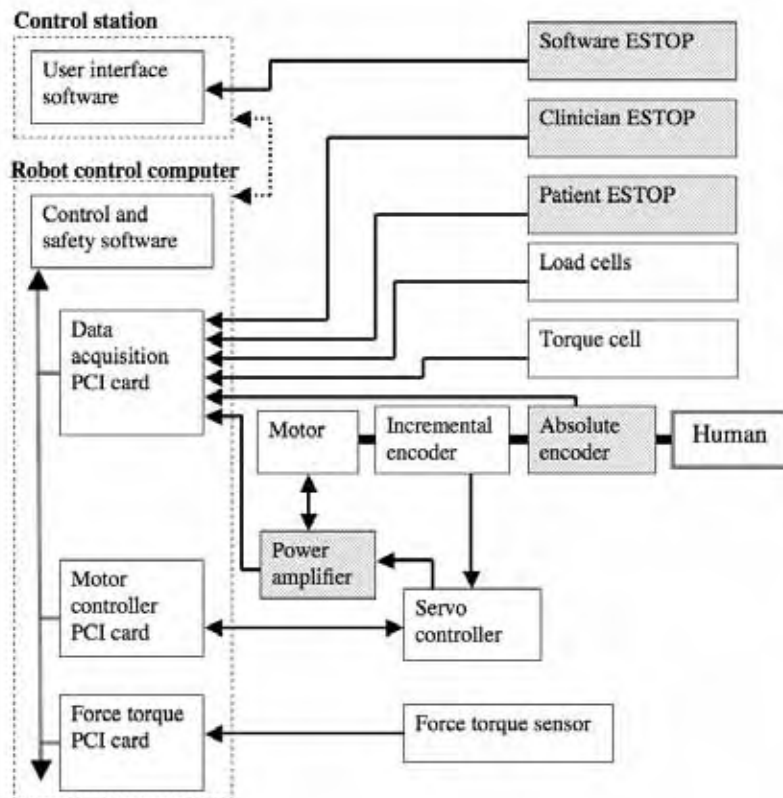 Control station
User interface
software
Software ESTOP
Clinician ESTOP
Robot control computer
Patient ESTOP
Control and
safety software
Load cells
Data
acquisition
PCI card
Torque cell
Motor
Incremental
encoder
Absolute
encoder
Human
Power
amplifier
Motor
controller
PCI card
Servo
controller
Force torque
PCI card
Force torque sensor